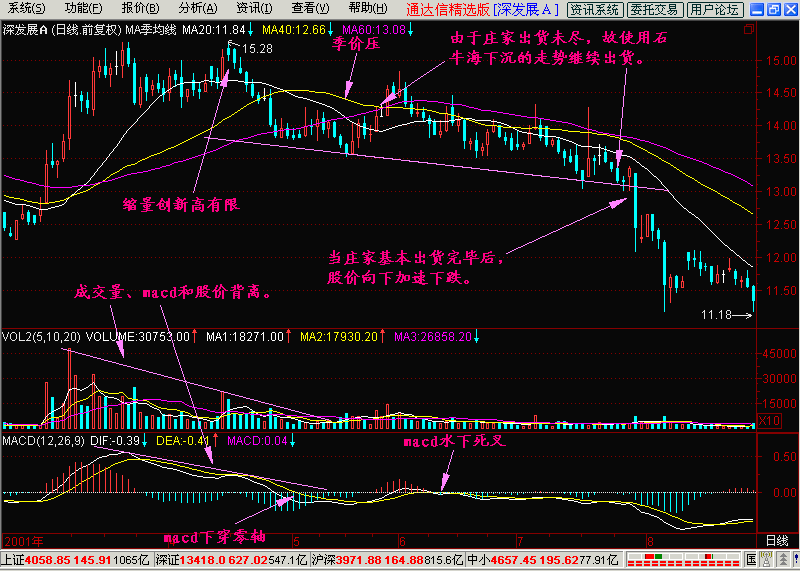 系统(S) 功能(F) 报价(B) 分析(A) 资讯(I) 查看(V) 帮助(H) 通达信精选版 [深发展A] 资讯系统 委托交易 用户论坛
深发展A (日线.前复权) MA季均线 MA20:11.84↓ MA40:12.66↓ MA60:13.08↓
季价压
由于庄家出货未尽,故使用石
牛海下沉的走势继续出货。
15.28
15.00
14.50
14.00
13.50
13.00
12.50
12.00
11.50
缩量创新高有限
当庄家基本出货完毕后,
股价向下加速下跌。
成交量、macd和股价背离。
11.18
VOL2(5,10,20) VOLUME:30753.00↑ MA1:18271.00↑ MA2:17930.20↑ MA3:26858.20↓
45000
30000
15000
X10
MACD(12,26,9) DIF:-0.39↓ DEA:-0.41↑ MACD:0.04↓
macd水下死叉
0.50
0.00
macd下穿零轴
2001年 5 6 7 8 日线
上证4058.85 145.91 1065亿 深证13418.0 627.02 547.1亿 沪深3971.88 164.88 815.6亿 中小4657.45 195.62 77.91亿 国